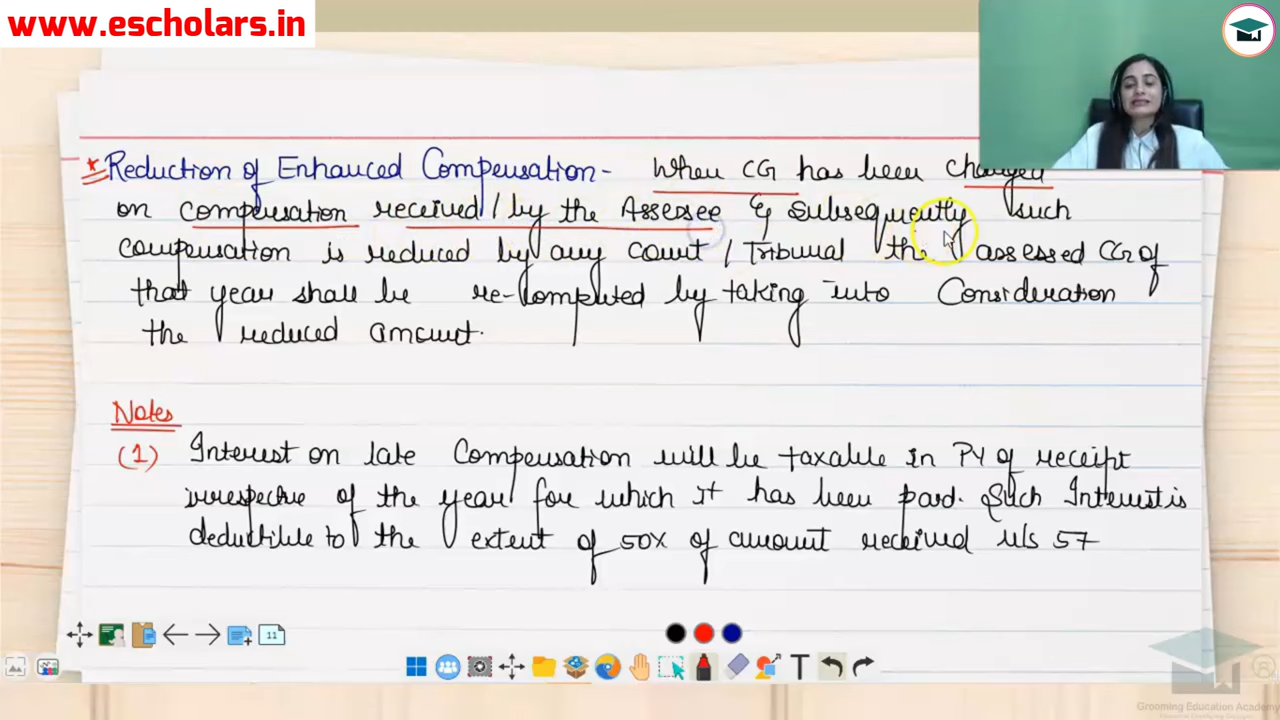 www.escholars.in
* Reduction of Enhanced Compensation- When CG has been charged
on compensation received / by the Assessee & Subsequently such
compensation is reduced by any court / Tribunal the assessed CG of
that year shall be re-computed by taking into Consideration
the reduced amount.
Notes
(1) Interest on late Compensation will be taxable in PY of receipt
irrespective of the year for which it has been paid. Such Interest is
deductible to the extent of 50% of amount received u/s 57
11
T
Grooming Education Academy